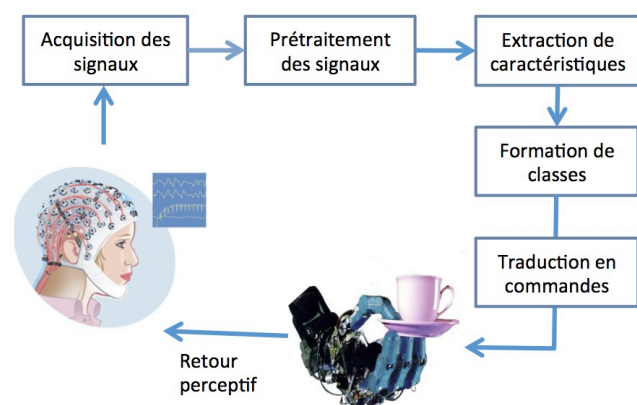 Acquisition des
signaux
Prétraitement
des signaux
Extraction de
caractéristiques
Formation de
classes
Traduction en
commandes
Retour
perceptif